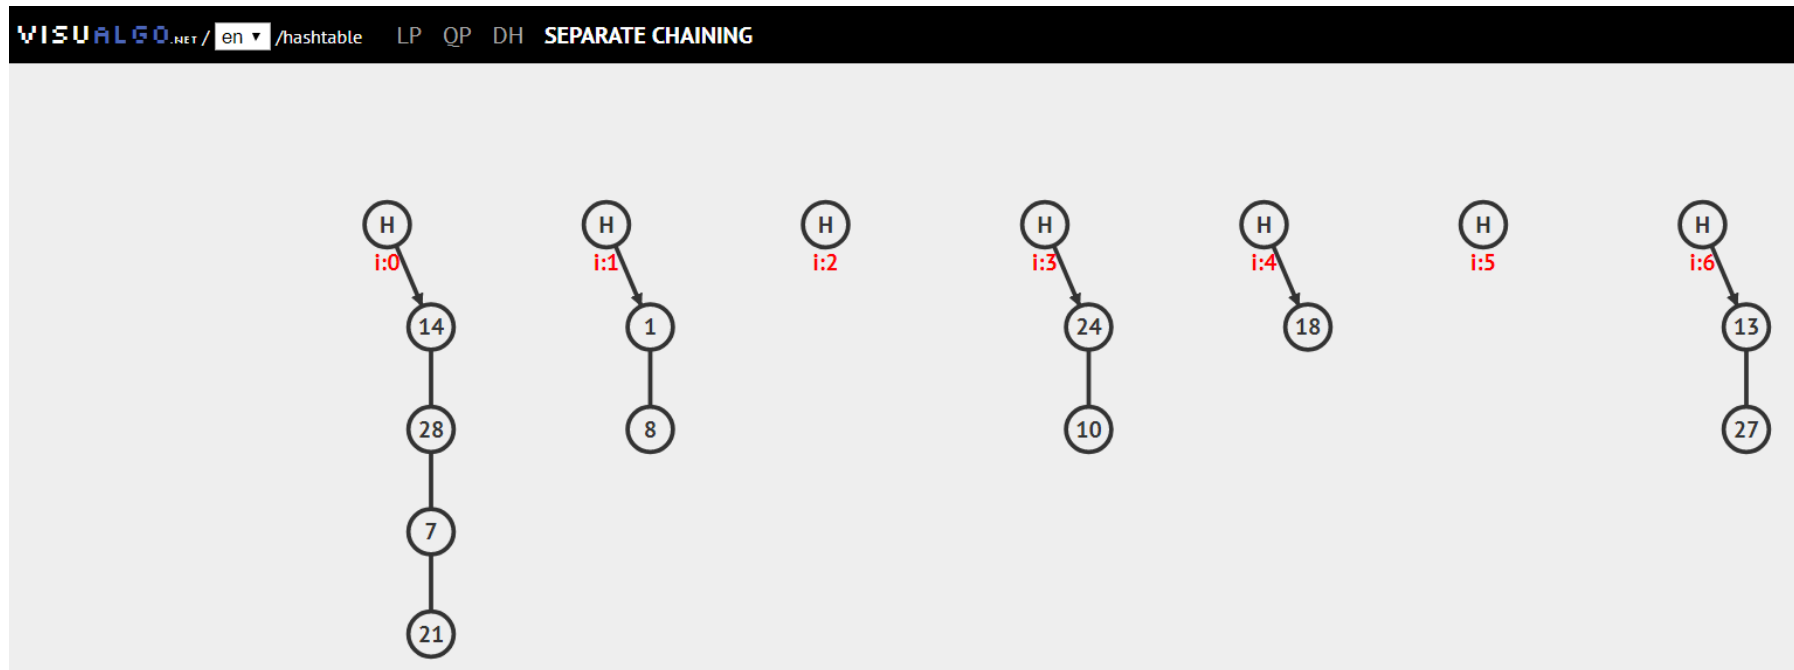 VISUALGO.NET / en ▼ /hashtable LP QP DH SEPARATE CHAINING
H H H H H H H
i:0 i:1 i:2 i:3 i:4 i:5 i:6
14 1 24 18 13
28 8 10 27
7
21